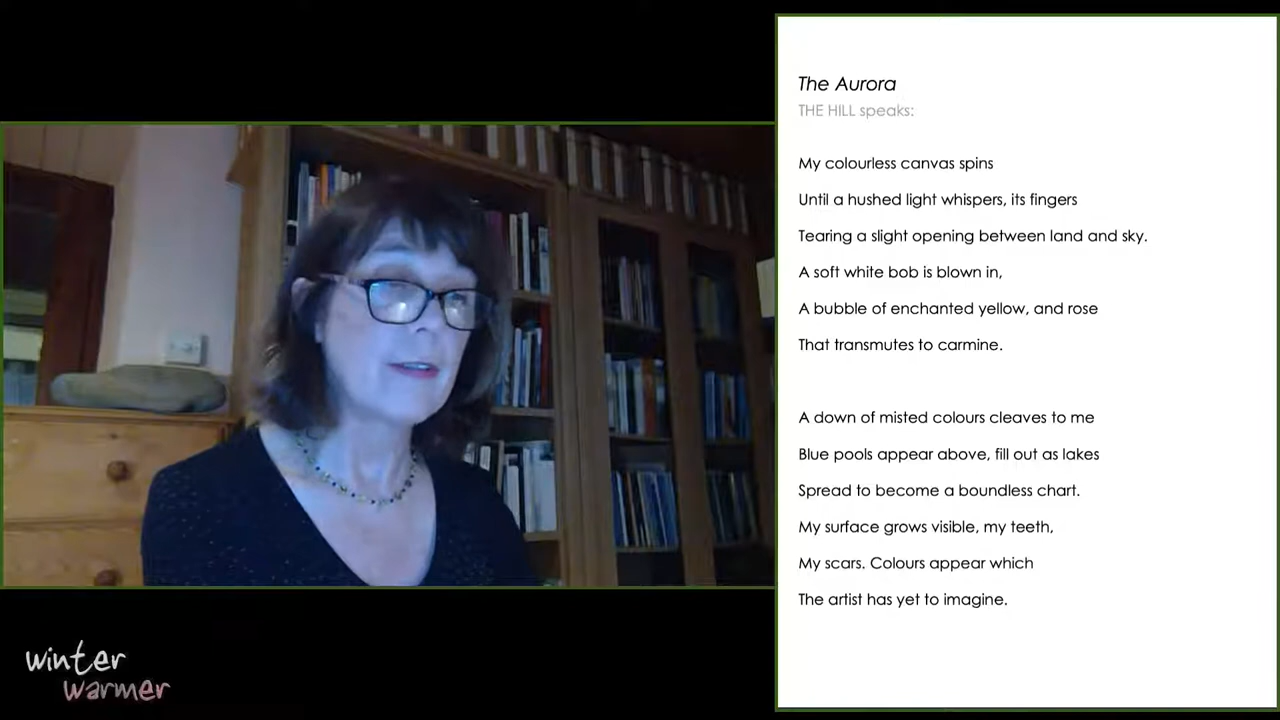 The Aurora
THE HILL speaks:
My colourless canvas spins
Until a hushed light whispers, its fingers
Tearing a slight opening between land and sky.
A soft white bob is blown in,
A bubble of enchanted yellow, and rose
That transmutes to carmine.
A down of misted colours cleaves to me
Blue pools appear above, fill out as lakes
Spread to become a boundless chart.
My surface grows visible, my teeth,
My scars. Colours appear which
The artist has yet to imagine.
winter
warmer